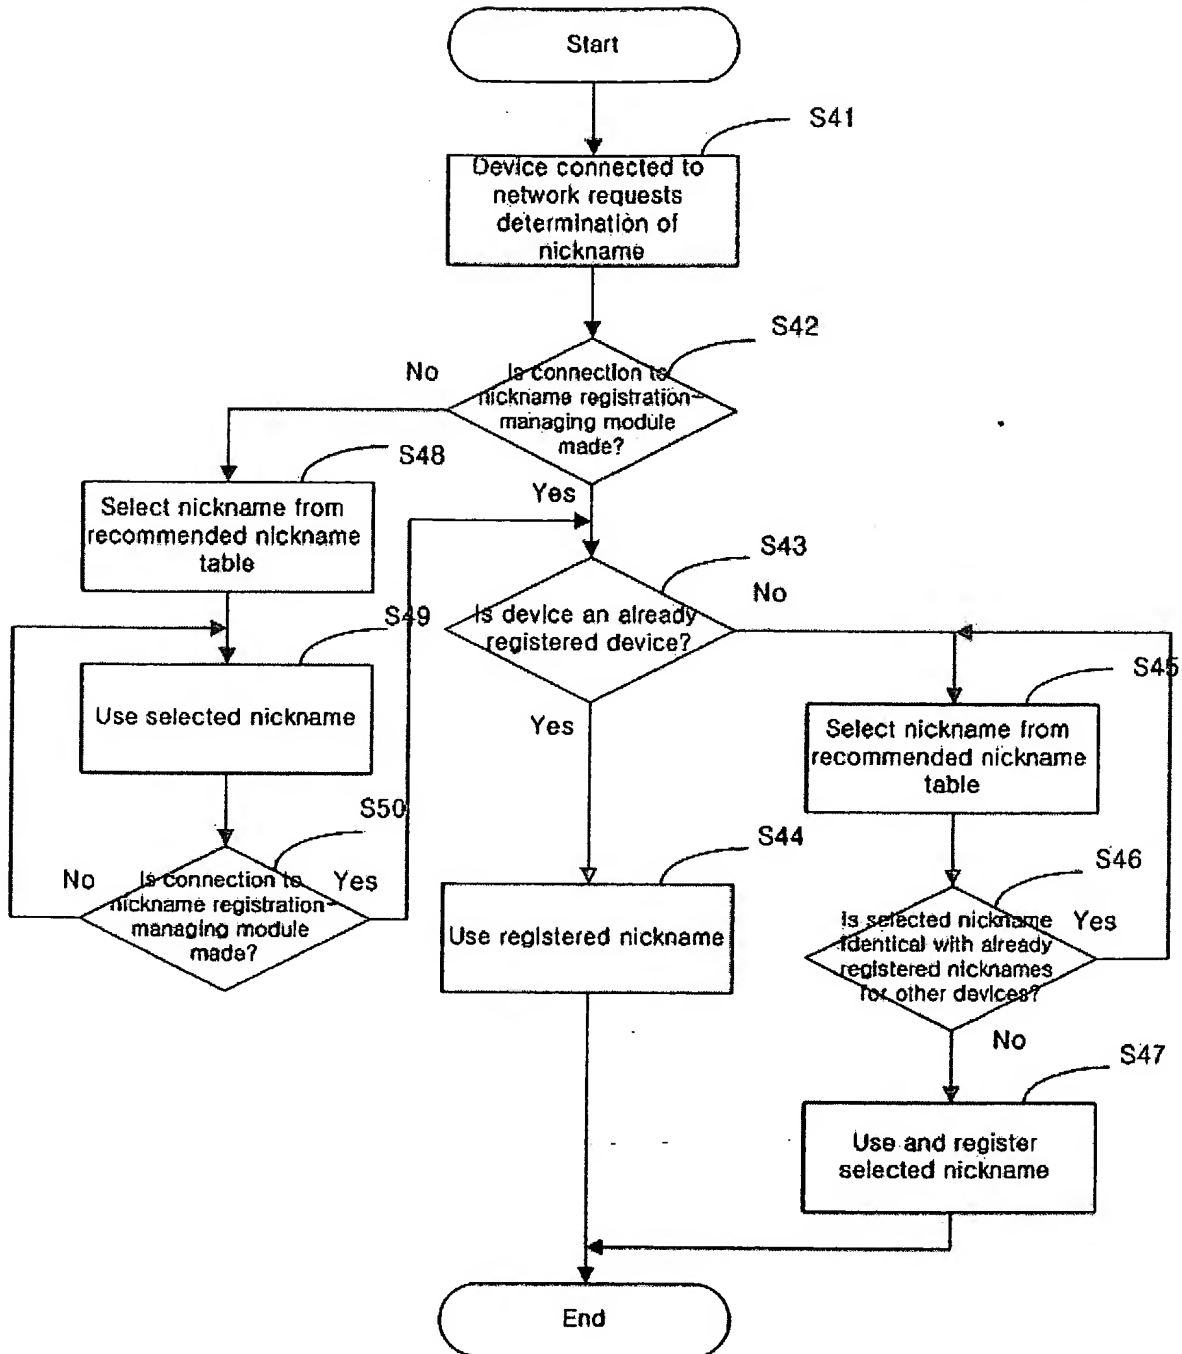 Start
S41
Device connected to
network requests
determination of
nickname
S42
No
Is connection to
nickname registration-
managing module
made?
Yes
S48
Select nickname from
recommended nickname
table
S43
No
Is device an already
registered device?
Yes
S49
Use selected nickname
S45
Select nickname from
recommended nickname
table
S50
No
Is connection to
nickname registration-
managing module
made?
Yes
S44
Use registered nickname
S46
Is selected nickname
identical with already
registered nicknames
for other devices?
Yes
No
S47
Use and register
selected nickname
End